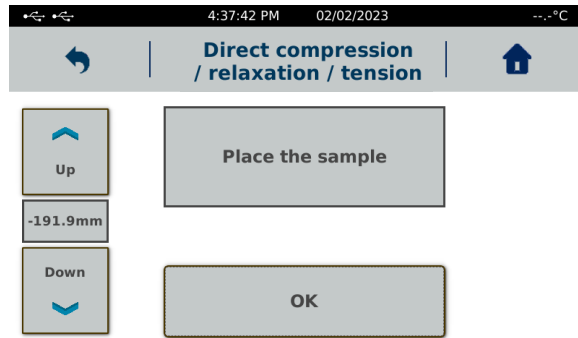 4:37:42 PM 02/02/2023 --.-°C
Direct compression
/ relaxation / tension
Up
Place the sample
-191.9mm
Down
OK